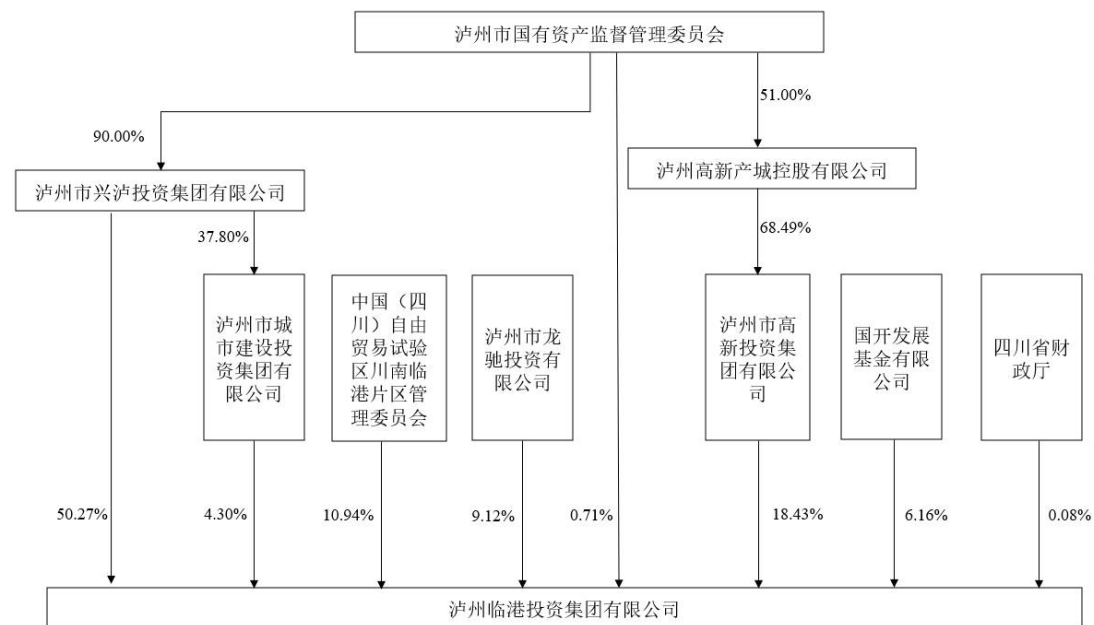 泸州市国有资产监督管理委员会
51.00%
90.00%
泸州高新产城控股有限公司
泸州市兴泸投资集团有限公司
37.80%
68.49%
泸州市城
市建设投
资集团有
限公司
中国（四
川）自由
贸易试验
区川南临
港片区管
理委员会
泸州市龙
驰投资有
限公司
泸州市高
新投资集
团有限公
司
国开发展
基金有限
公司
四川省财
政厅
50.27%
4.30%
10.94%
9.12%
0.71%
18.43%
6.16%
0.08%
泸州临港投资集团有限公司